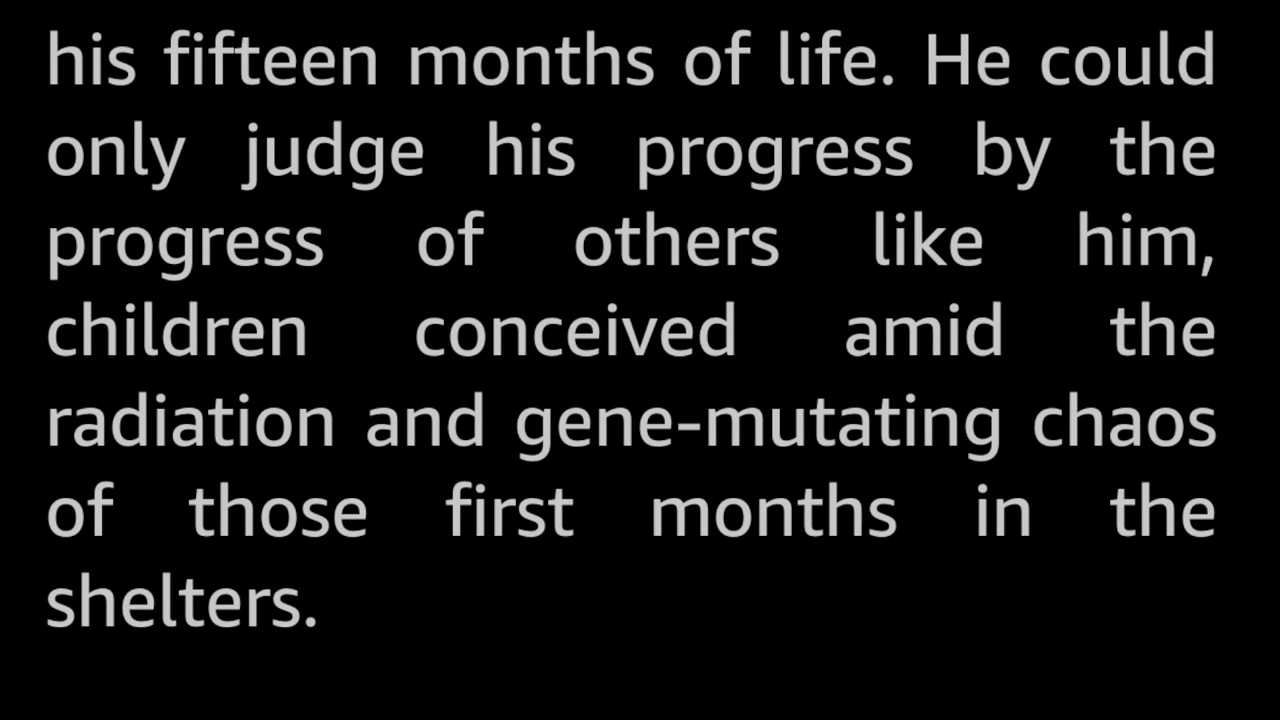 his fifteen months of life. He could
only judge his progress by the
progress of others like him,
children conceived amid the
radiation and gene-mutating chaos
of those first months in the
shelters.